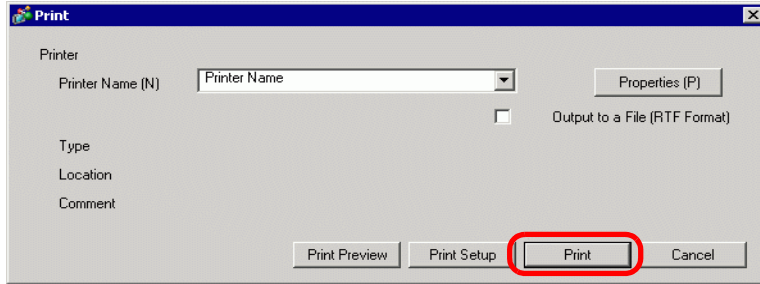 Print
Printer
Printer Name (N) Printer Name Properties (P)
Output to a File (RTF Format)
Type
Location
Comment
Print Preview Print Setup Print Cancel